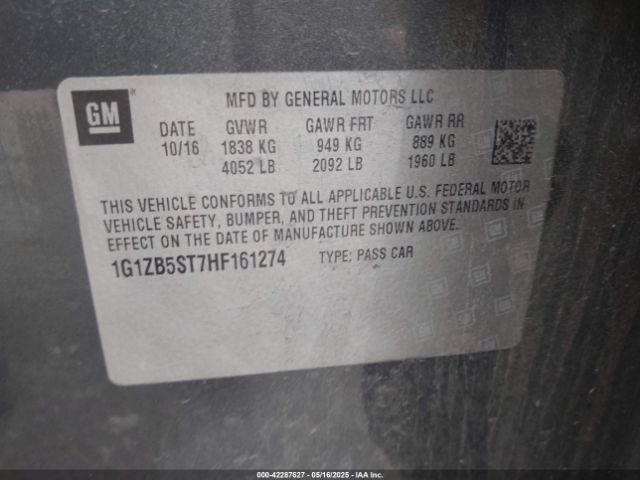 GM
MFD BY GENERAL MOTORS LLC
DATE GVWR GAWR FRT GAWR RR
10/16 1838 KG 949 KG 889 KG
4052 LB 2092 LB 1960 LB
THIS VEHICLE CONFORMS TO ALL APPLICABLE U.S. FEDERAL MOTOR
VEHICLE SAFETY, BUMPER, AND THEFT PREVENTION STANDARDS IN
EFFECT ON THE DATE OF MANUFACTURE SHOWN ABOVE.
1G1ZB5ST7HF161274 TYPE: PASS CAR
000-42287627 - 05/16/2025 - IAA Inc.